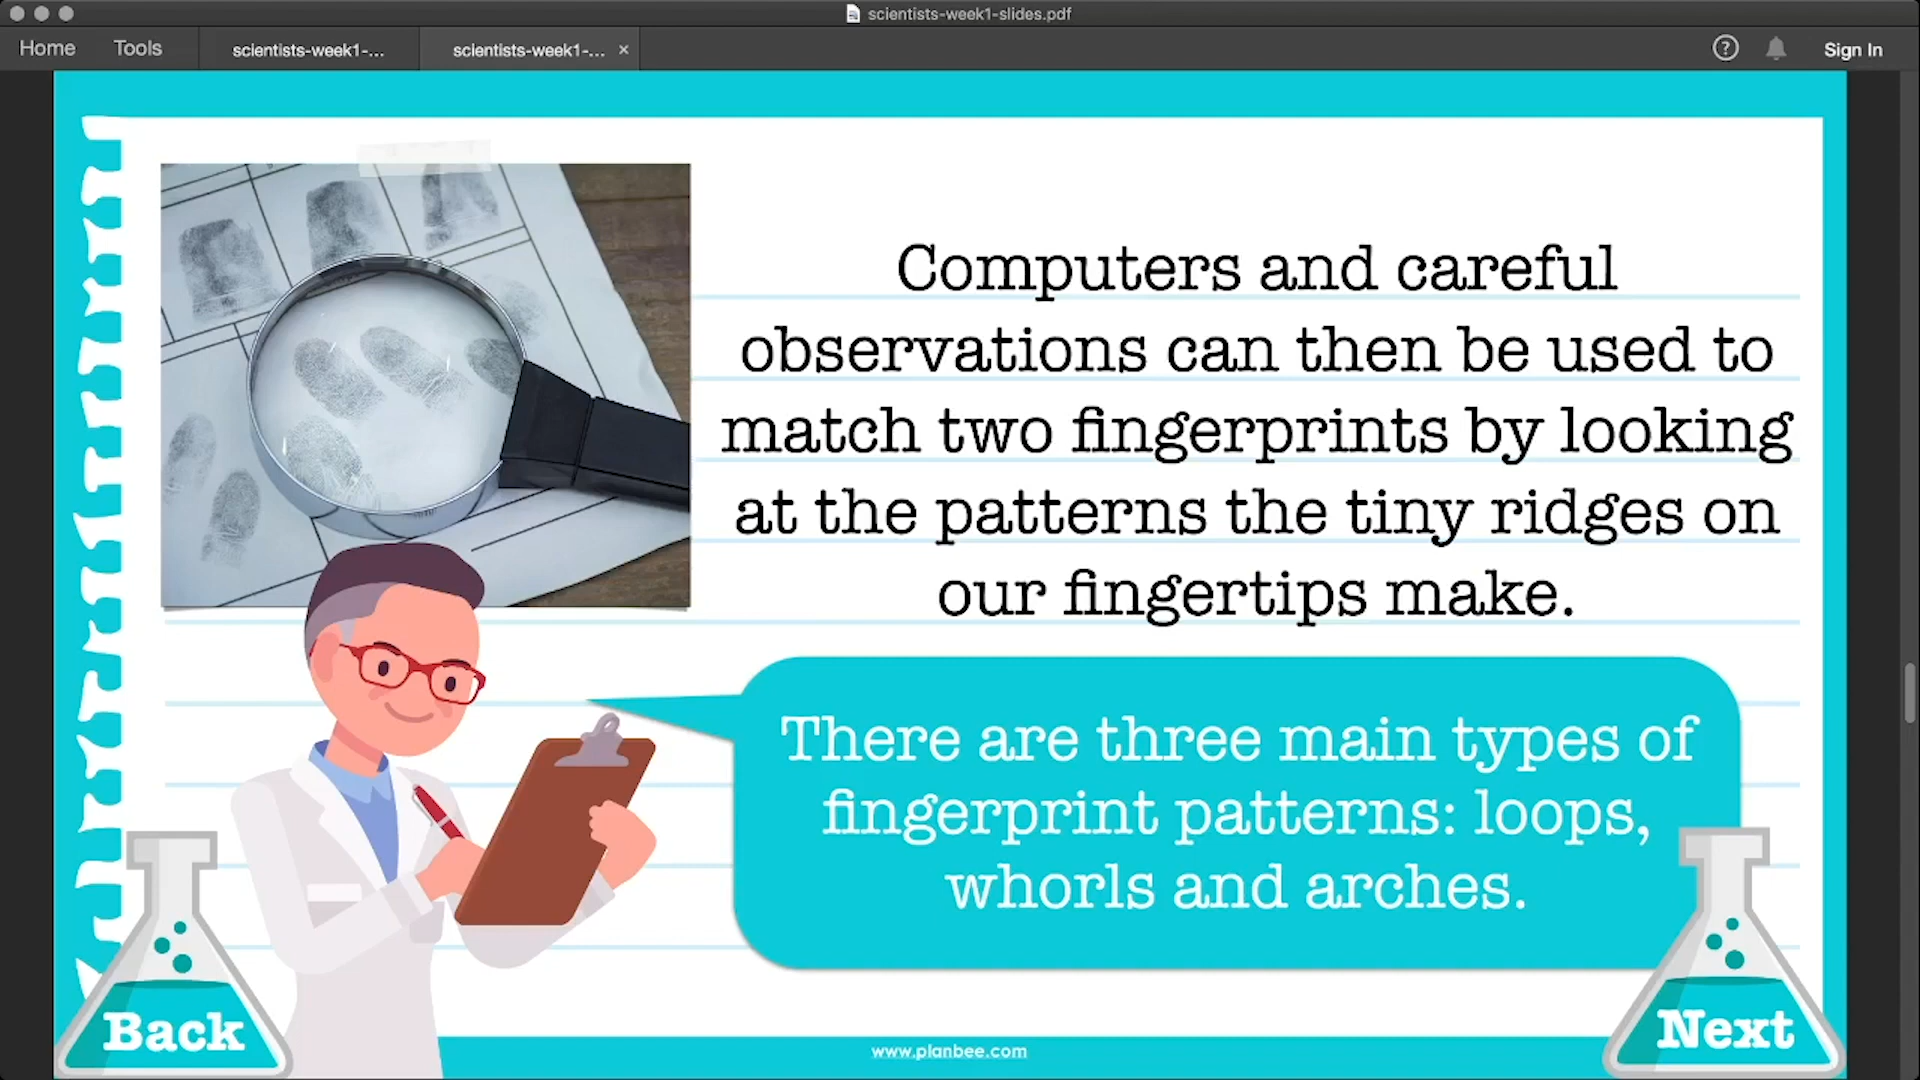 scientists-week1-slides.pdf
Home Tools scientists-week1-... scientists-week1-... × ? Sign In
Computers and careful
observations can then be used to
match two fingerprints by looking
at the patterns the tiny ridges on
our fingertips make.
There are three main types of
fingerprint patterns: loops,
whorls and arches.
Back
Next
www.planbee.com